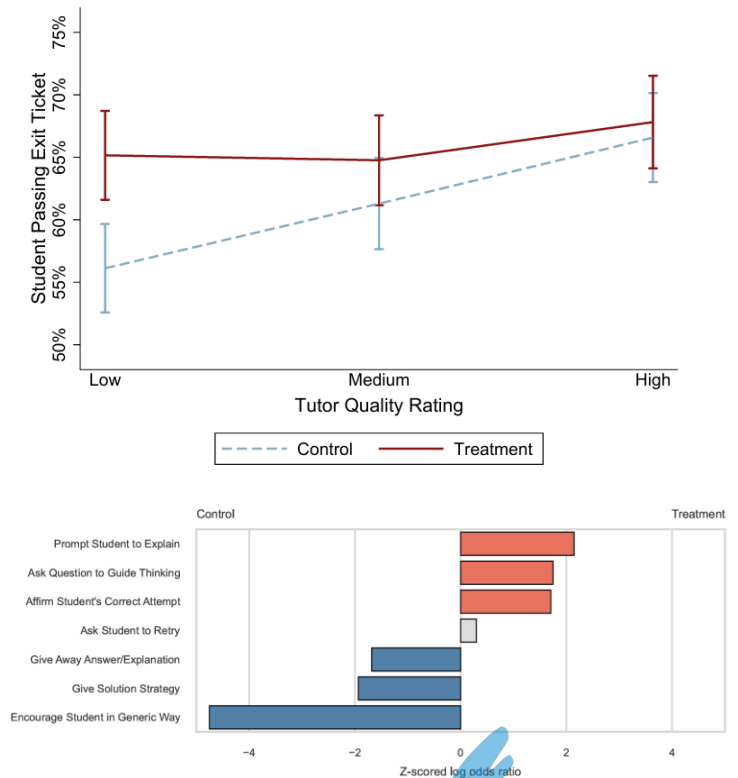 75%
70%
65%
60%
55%
50%
Student Passing Exit Ticket
Low Medium High
Tutor Quality Rating
Control Treatment
Control Treatment
Prompt Student to Explain
Ask Question to Guide Thinking
Affirm Student's Correct Attempt
Ask Student to Retry
Give Away Answer/Explanation
Give Solution Strategy
Encourage Student in Generic Way
−4 −2 0 2 4
Z-scored log odds ratio